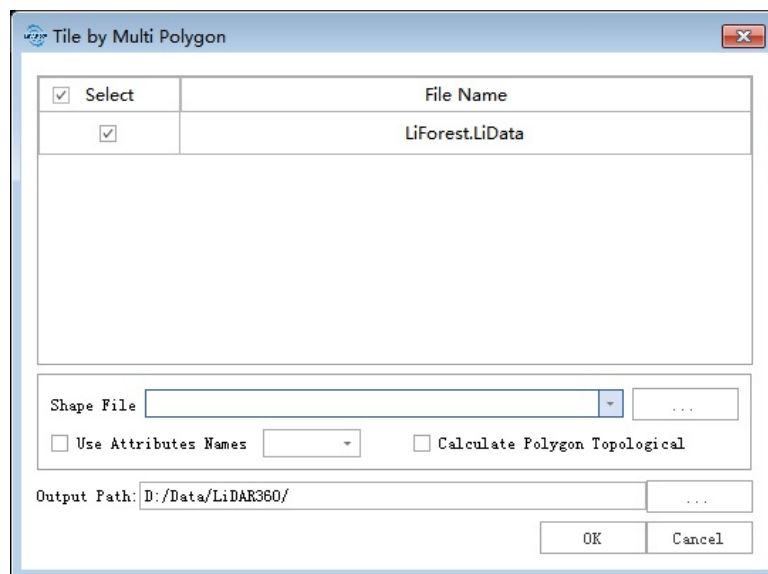 Tile by Multi Polygon
Select File Name
LiForest.LiData
Shape File ...
Use Attributes Names Calculate Polygon Topological
Output Path: D:/Data/LiDAR360/ ...
OK Cancel